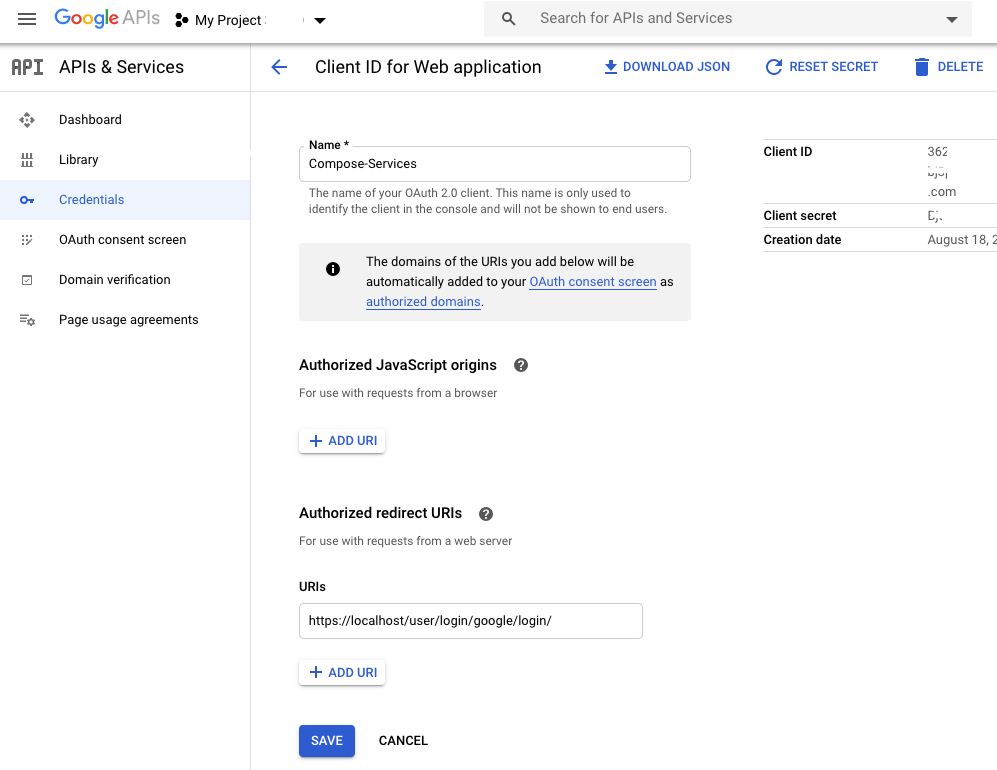 Google APIs
My Project
Search for APIs and Services
API APIs & Services
Client ID for Web application
DOWNLOAD JSON
RESET SECRET
DELETE
Dashboard
Library
Credentials
OAuth consent screen
Domain verification
Page usage agreements
Name *
Compose-Services
The name of your OAuth 2.0 client. This name is only used to
identify the client in the console and will not be shown to end users.
The domains of the URIs you add below will be
automatically added to your OAuth consent screen as
authorized domains.
Authorized JavaScript origins
For use with requests from a browser
ADD URI
Authorized redirect URIs
For use with requests from a web server
URIs
https://localhost/user/login/google/login/
ADD URI
SAVE
CANCEL
Client ID 362
.com
Client secret
Creation date August 18, 2